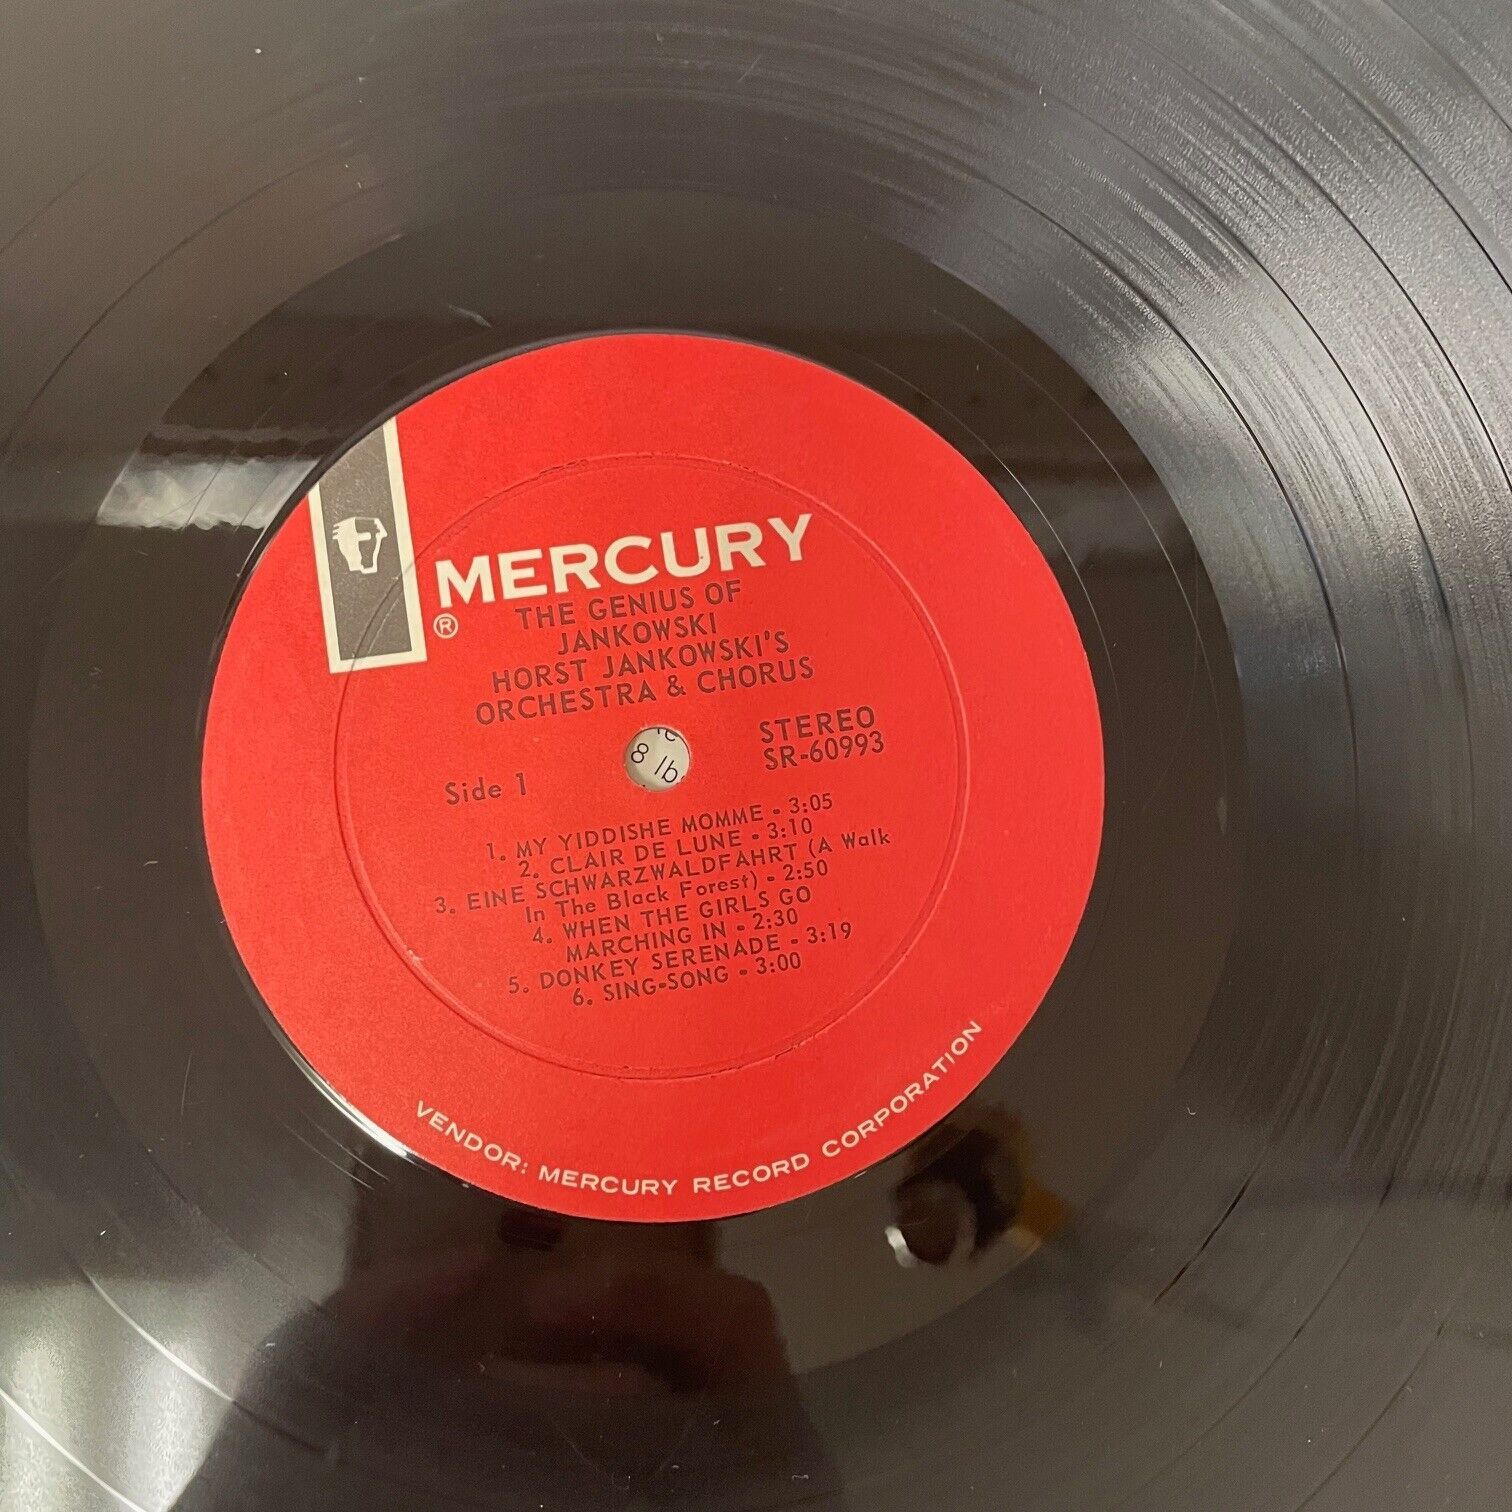 MERCURY
®
THE GENIUS OF
JANKOWSKI
HORST JANKOWSKI'S
ORCHESTRA & CHORUS
STEREO
SR-60993
8 lb
Side 1
1. MY YIDDISHE MOMME - 3:05
2. CLAIR DE LUNE - 3:10
3. EINE SCHWARZWALDFAHRT (A Walk
In The Black Forest) - 2:50
4. WHEN THE GIRLS GO
MARCHING IN - 2:30
5. DONKEY SERENADE - 3:19
6. SING-SONG - 3:00
VENDOR: MERCURY RECORD CORPORATION